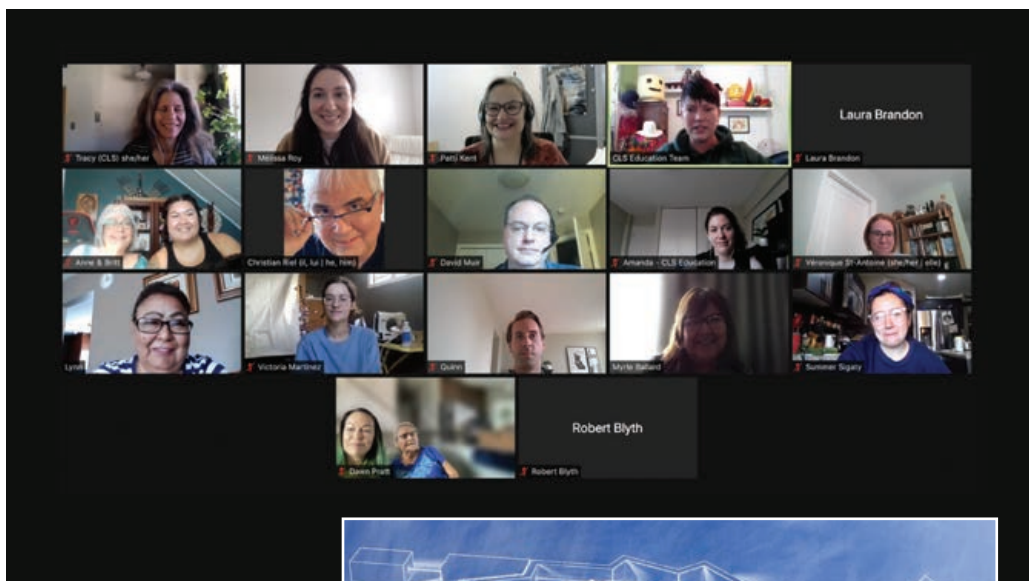 Laura Brandon
Tracy (CLS) she/her
Melissa Roy
Patti Kent
CLS Education Team
Laura Brandon
Anne & Britt
Christian Riel (il, lui | he, him)
David Muir
Amanda - CLS Education
Véronique St-Antoine (she/her | elle)
Lynn
Victoria Martinez
Quinn
Myrle Ballard
Summer Sigaty
Robert Blyth
Dawn Pratt
Robert Blyth